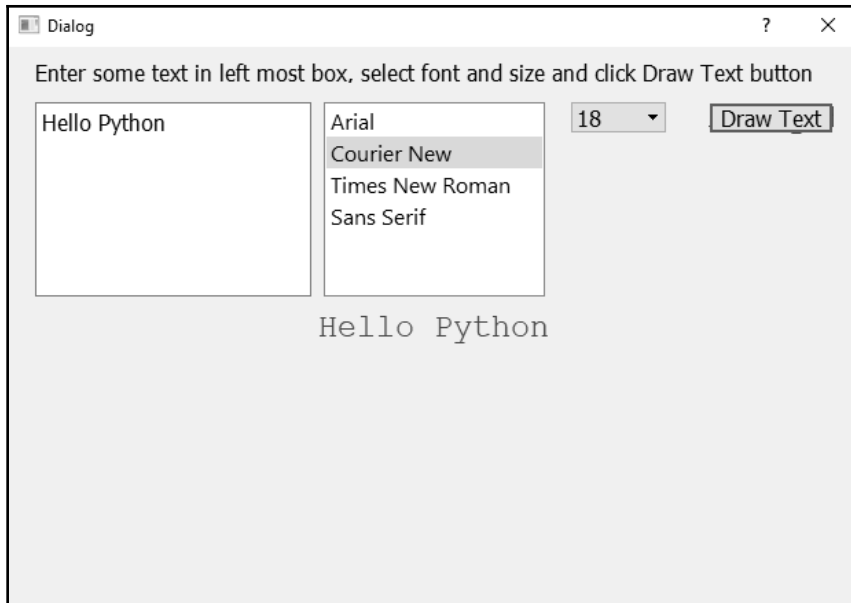 Dialog
Enter some text in left most box, select font and size and click Draw Text button
Hello Python
Arial
Courier New
Times New Roman
Sans Serif
18
Draw Text
Hello Python